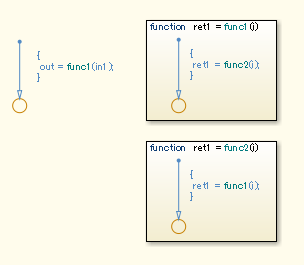 {
out = func1(in1);
}
function ret1 = func1(i)
{
ret1 = func2(i);
}
function ret1 = func2(i)
{
ret1 = func1(i);
}